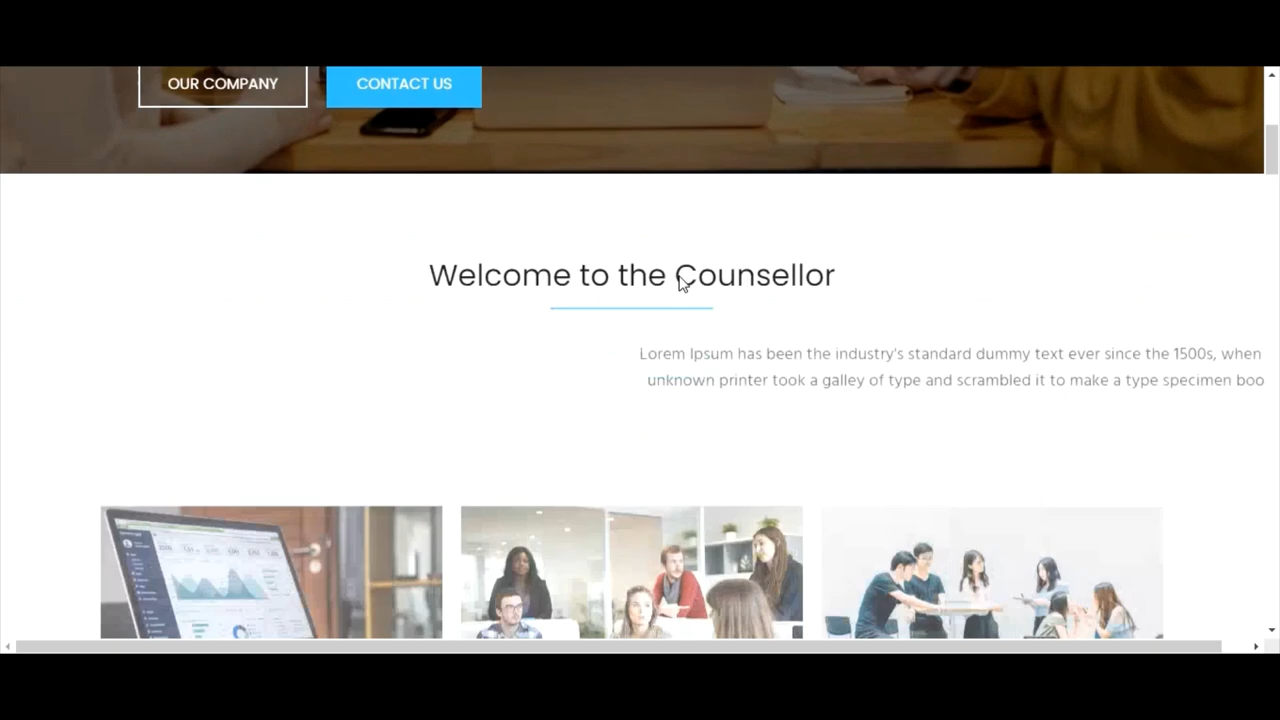 OUR COMPANY
CONTACT US
Welcome to the Counsellor
Lorem Ipsum has been the industry's standard dummy text ever since the 1500s, when
unknown printer took a galley of type and scrambled it to make a type specimen boo